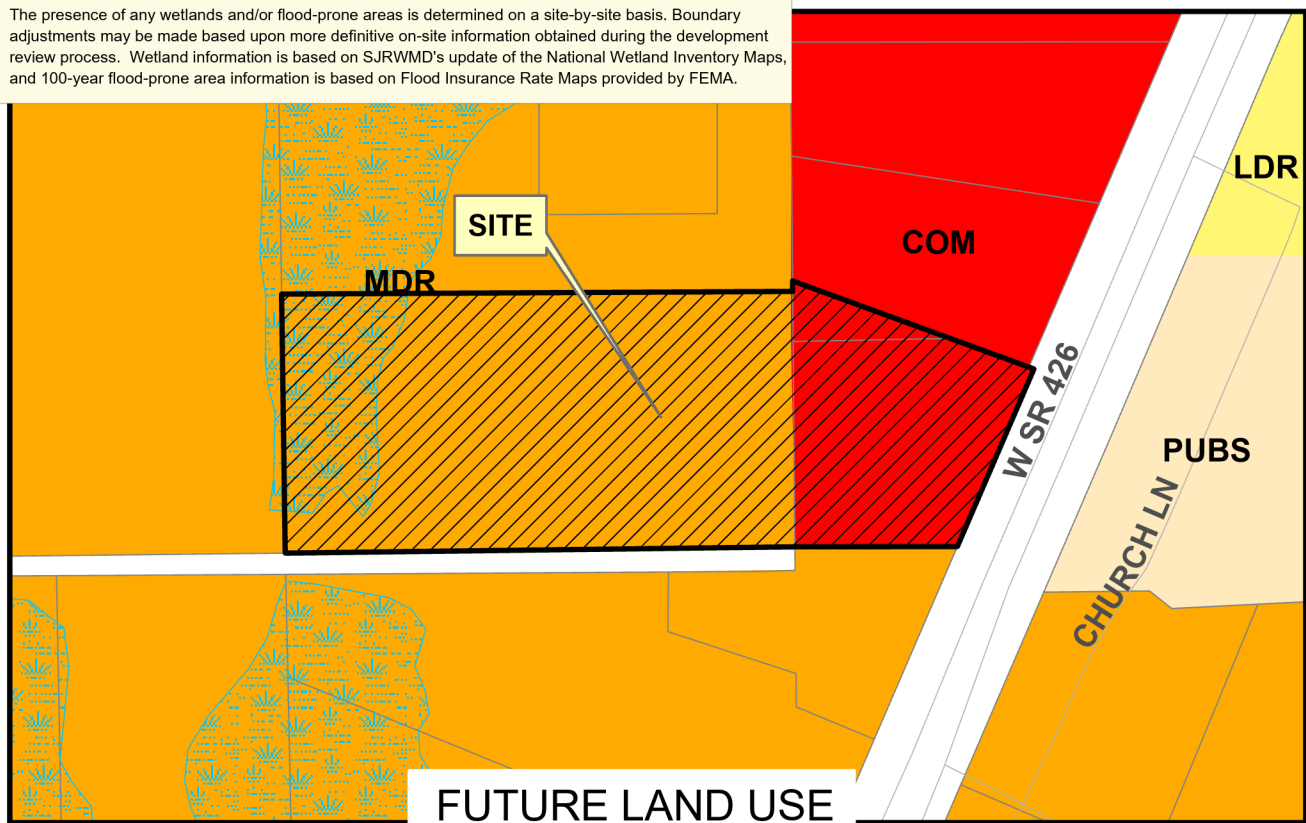 The presence of any wetlands and/or flood-prone areas is determined on a site-by-site basis. Boundary
adjustments may be made based upon more definitive on-site information obtained during the development
review process.  Wetland information is based on SJRWMD's update of the National Wetland Inventory Maps,
and 100-year flood-prone area information is based on Flood Insurance Rate Maps provided by FEMA.
LDR
SITE
COM
MDR
W SR 426
PUBS
CHURCH LN
FUTURE LAND USE